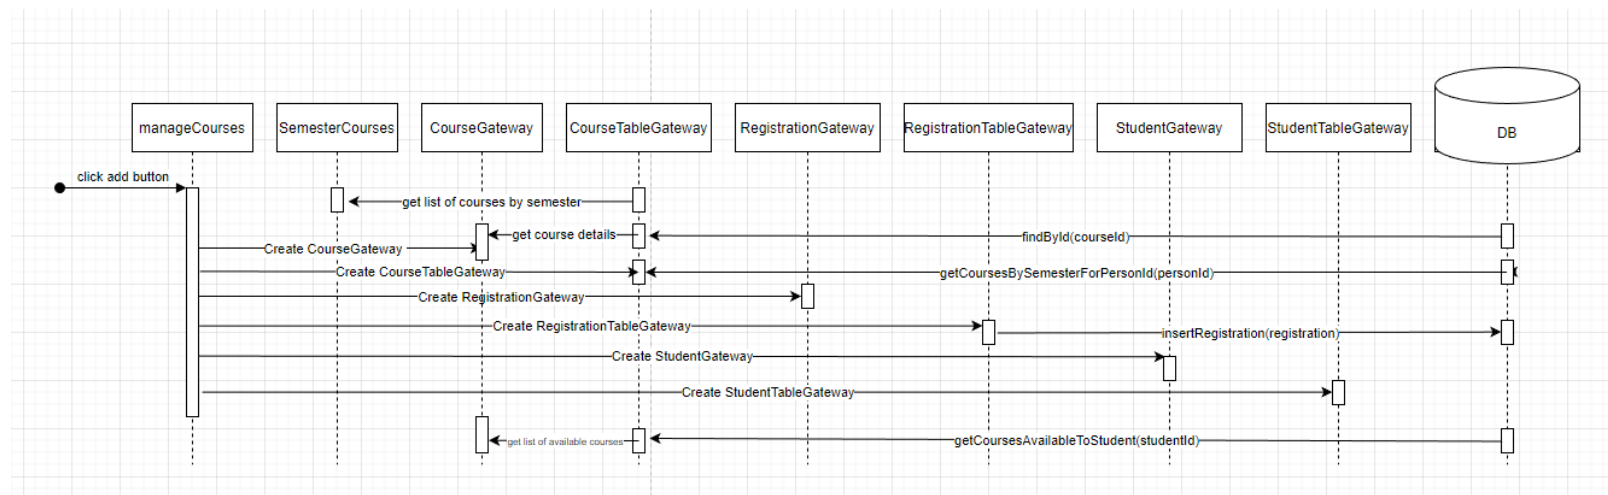 manageCourses
SemesterCourses
CourseGateway
CourseTableGateway
RegistrationGateway
RegistrationTableGateway
StudentGateway
StudentTableGateway
DB
click add button
get list of courses by semester
get course details
findById(courseId)
Create CourseGateway
Create CourseTableGateway
getCoursesBySemesterForPersonId(personId)
Create RegistrationGateway
Create RegistrationTableGateway
insertRegistration(registration)
Create StudentGateway
Create StudentTableGateway
get list of available courses
getCoursesAvailableToStudent(studentId)